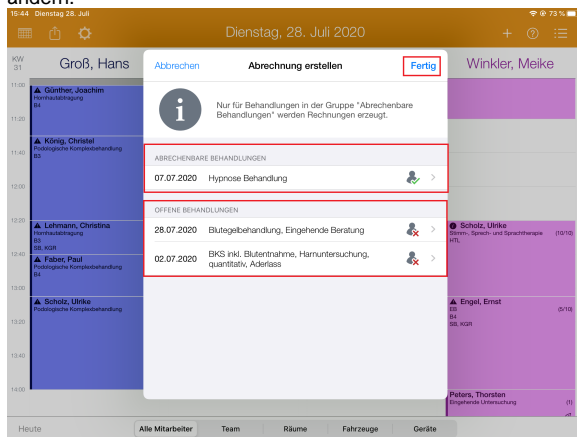 ändern.
15:44 Dienstag 28. Juli
73 %
Dienstag, 28. Juli 2020
KW
31
Groß, Hans
Winkler, Meike
Abbrechen
Abrechnung erstellen
Fertig
Nur für Behandlungen in der Gruppe "Abrechenbare
Behandlungen" werden Rechnungen erzeugt.
ABRECHENBARE BEHANDLUNGEN
07.07.2020 Hypnose Behandlung
OFFENE BEHANDLUNGEN
28.07.2020 Blutegelbehandlung, Eingehende Beratung
02.07.2020 BKS inkl. Blutentnahme, Harnuntersuchung,
quantitativ, Aderlass
11:00
Günther, Joachim
Hornhautabtragung
B4
11:20
König, Christel
Podologische Komplexbehandlung
B3
11:40
12:00
12:20
Lehmann, Christina
Hornhautabtragung
B5
SB, KGR
12:40
Faber, Paul
Podologische Komplexbehandlung
B4
13:00
Scholz, Ulrike
Podologische Komplexbehandlung
13:20
13:40
14:00
Scholz, Ulrike
Stimm-, Sprech- und Sprachtherapie (10/10)
HTL
Engel, Ernst
EB (5/10)
B4
SB, KGR
Peters, Thorsten
Eingehende Untersuchung (1)
Heute
Alle Mitarbeiter Team Räume Fahrzeuge Geräte